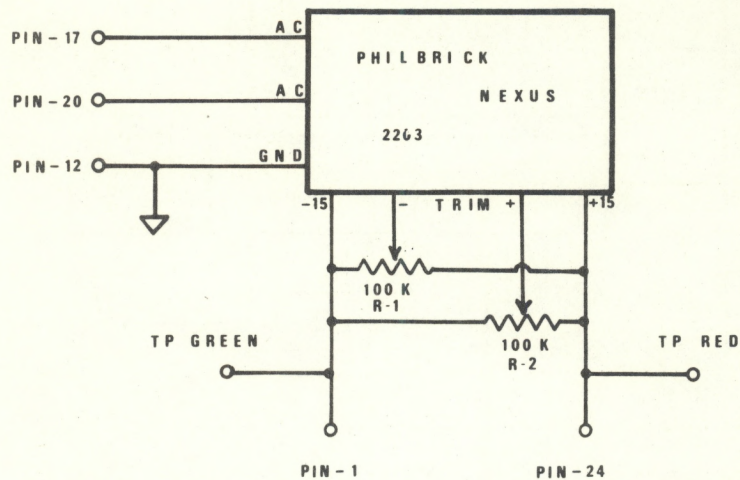 PIN-17
AC
PHILBRICK
NEXUS
PIN-20
AC
2263
PIN-12
GND
-15
-
TRIM
+
+15
100 K
R-1
TP GREEN
100 K
R-2
TP RED
PIN-1
PIN-24